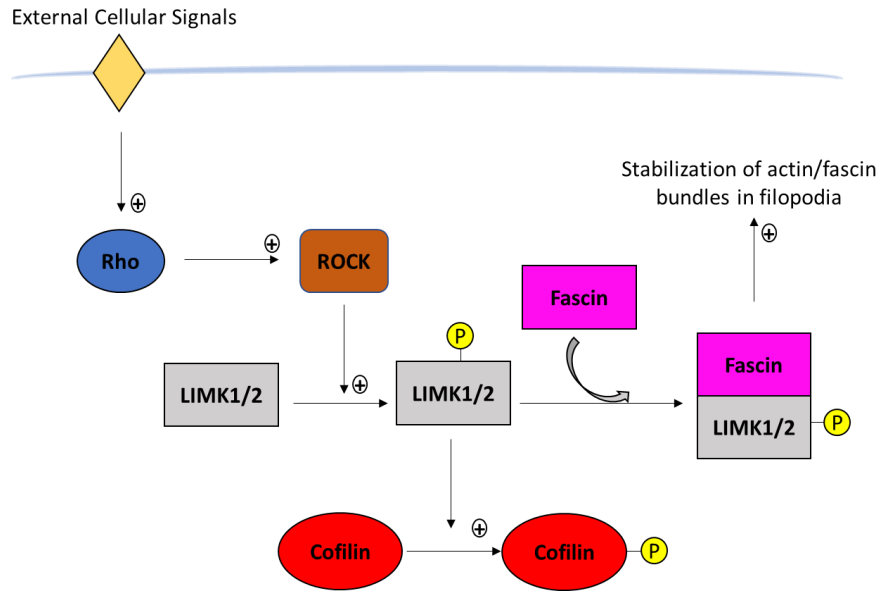 External Cellular Signals
Stabilization of actin/fascin
bundles in filopodia
+
+
+
Rho
ROCK
Fascin
P
+
LIMK1/2
LIMK1/2
Fascin
LIMK1/2
P
+
Cofilin
Cofilin
P